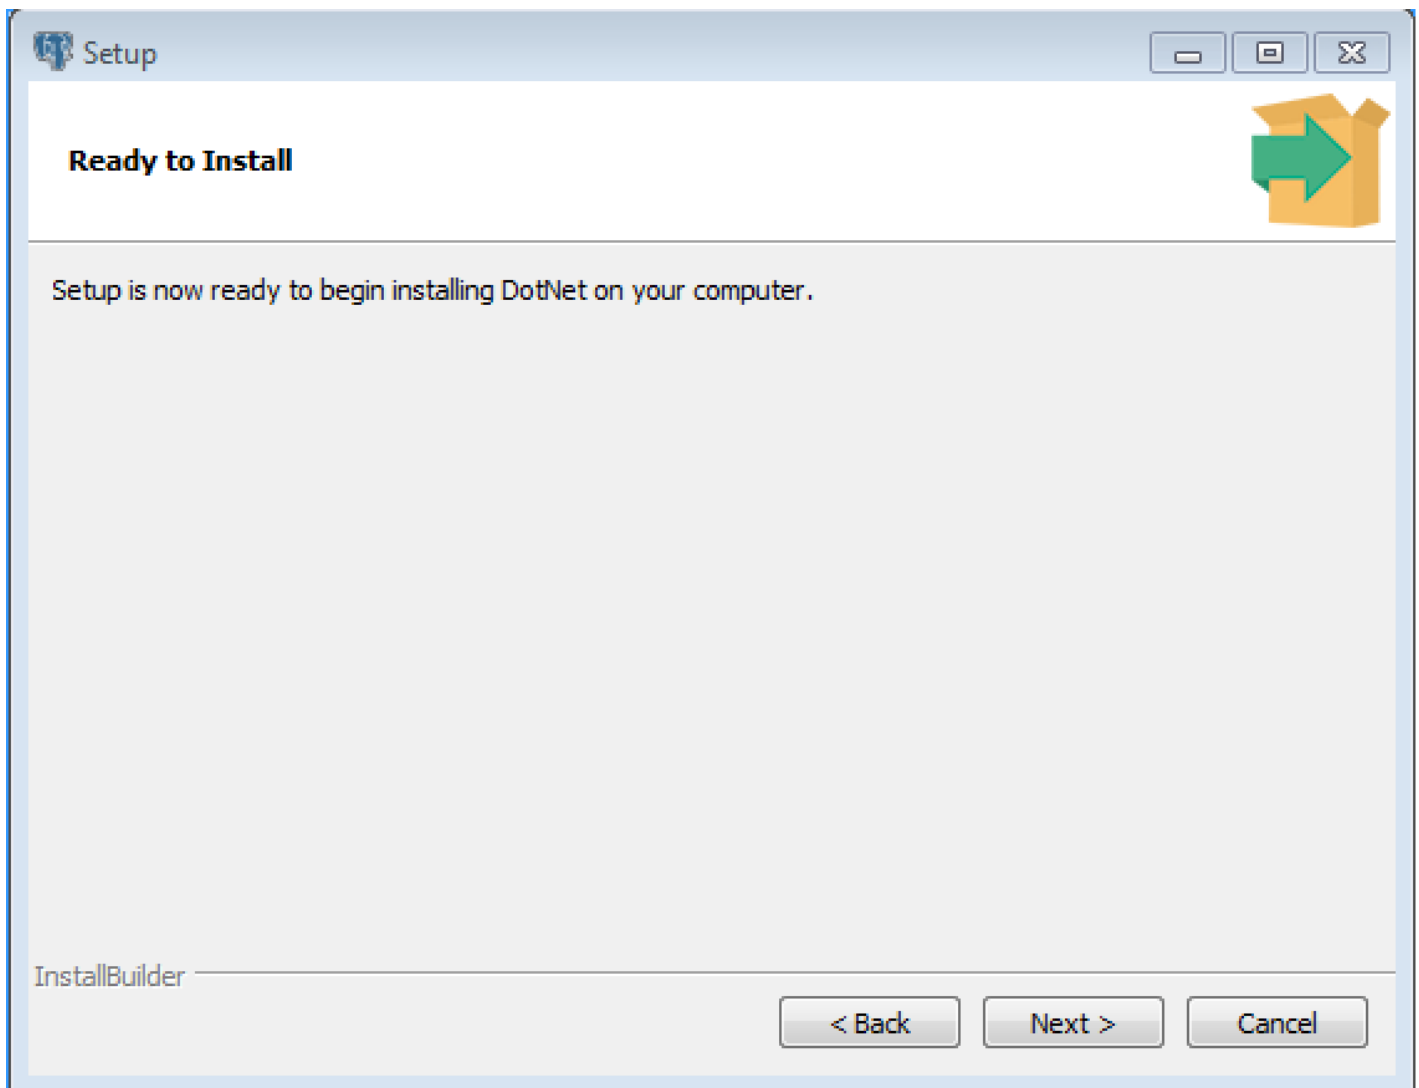 Setup
Ready to Install
Setup is now ready to begin installing DotNet on your computer.
InstallBuilder
< Back
Next >
Cancel